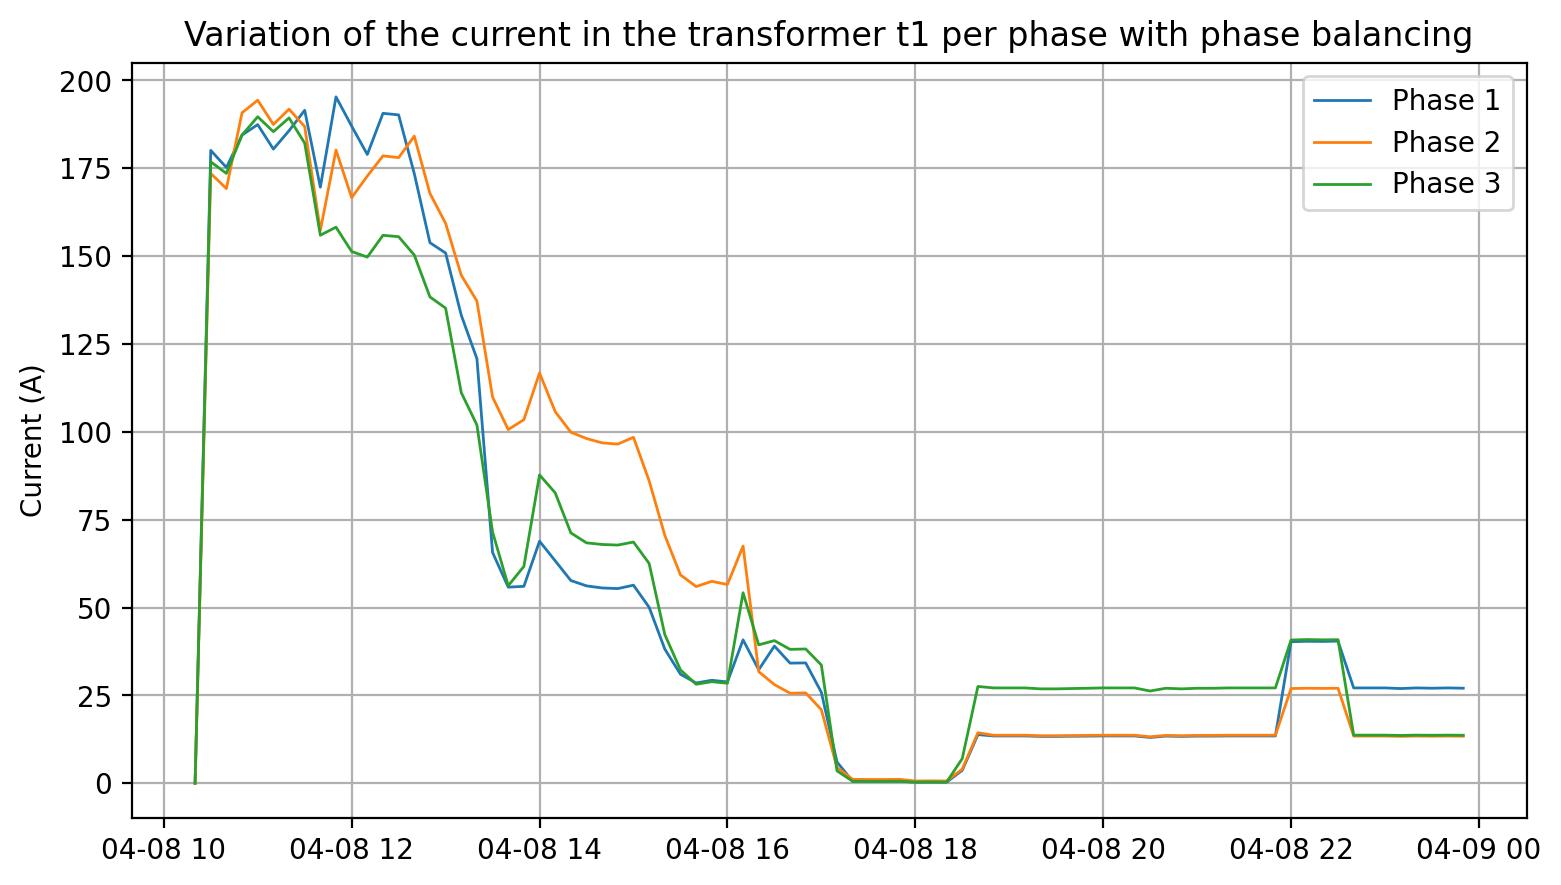 Variation of the current in the transformer t1 per phase with phase balancing
Phase 1
Phase 2
Phase 3
Current (A)
200
175
150
125
100
75
50
25
0
04-08 10 04-08 12 04-08 14 04-08 16 04-08 18 04-08 20 04-08 22 04-09 00